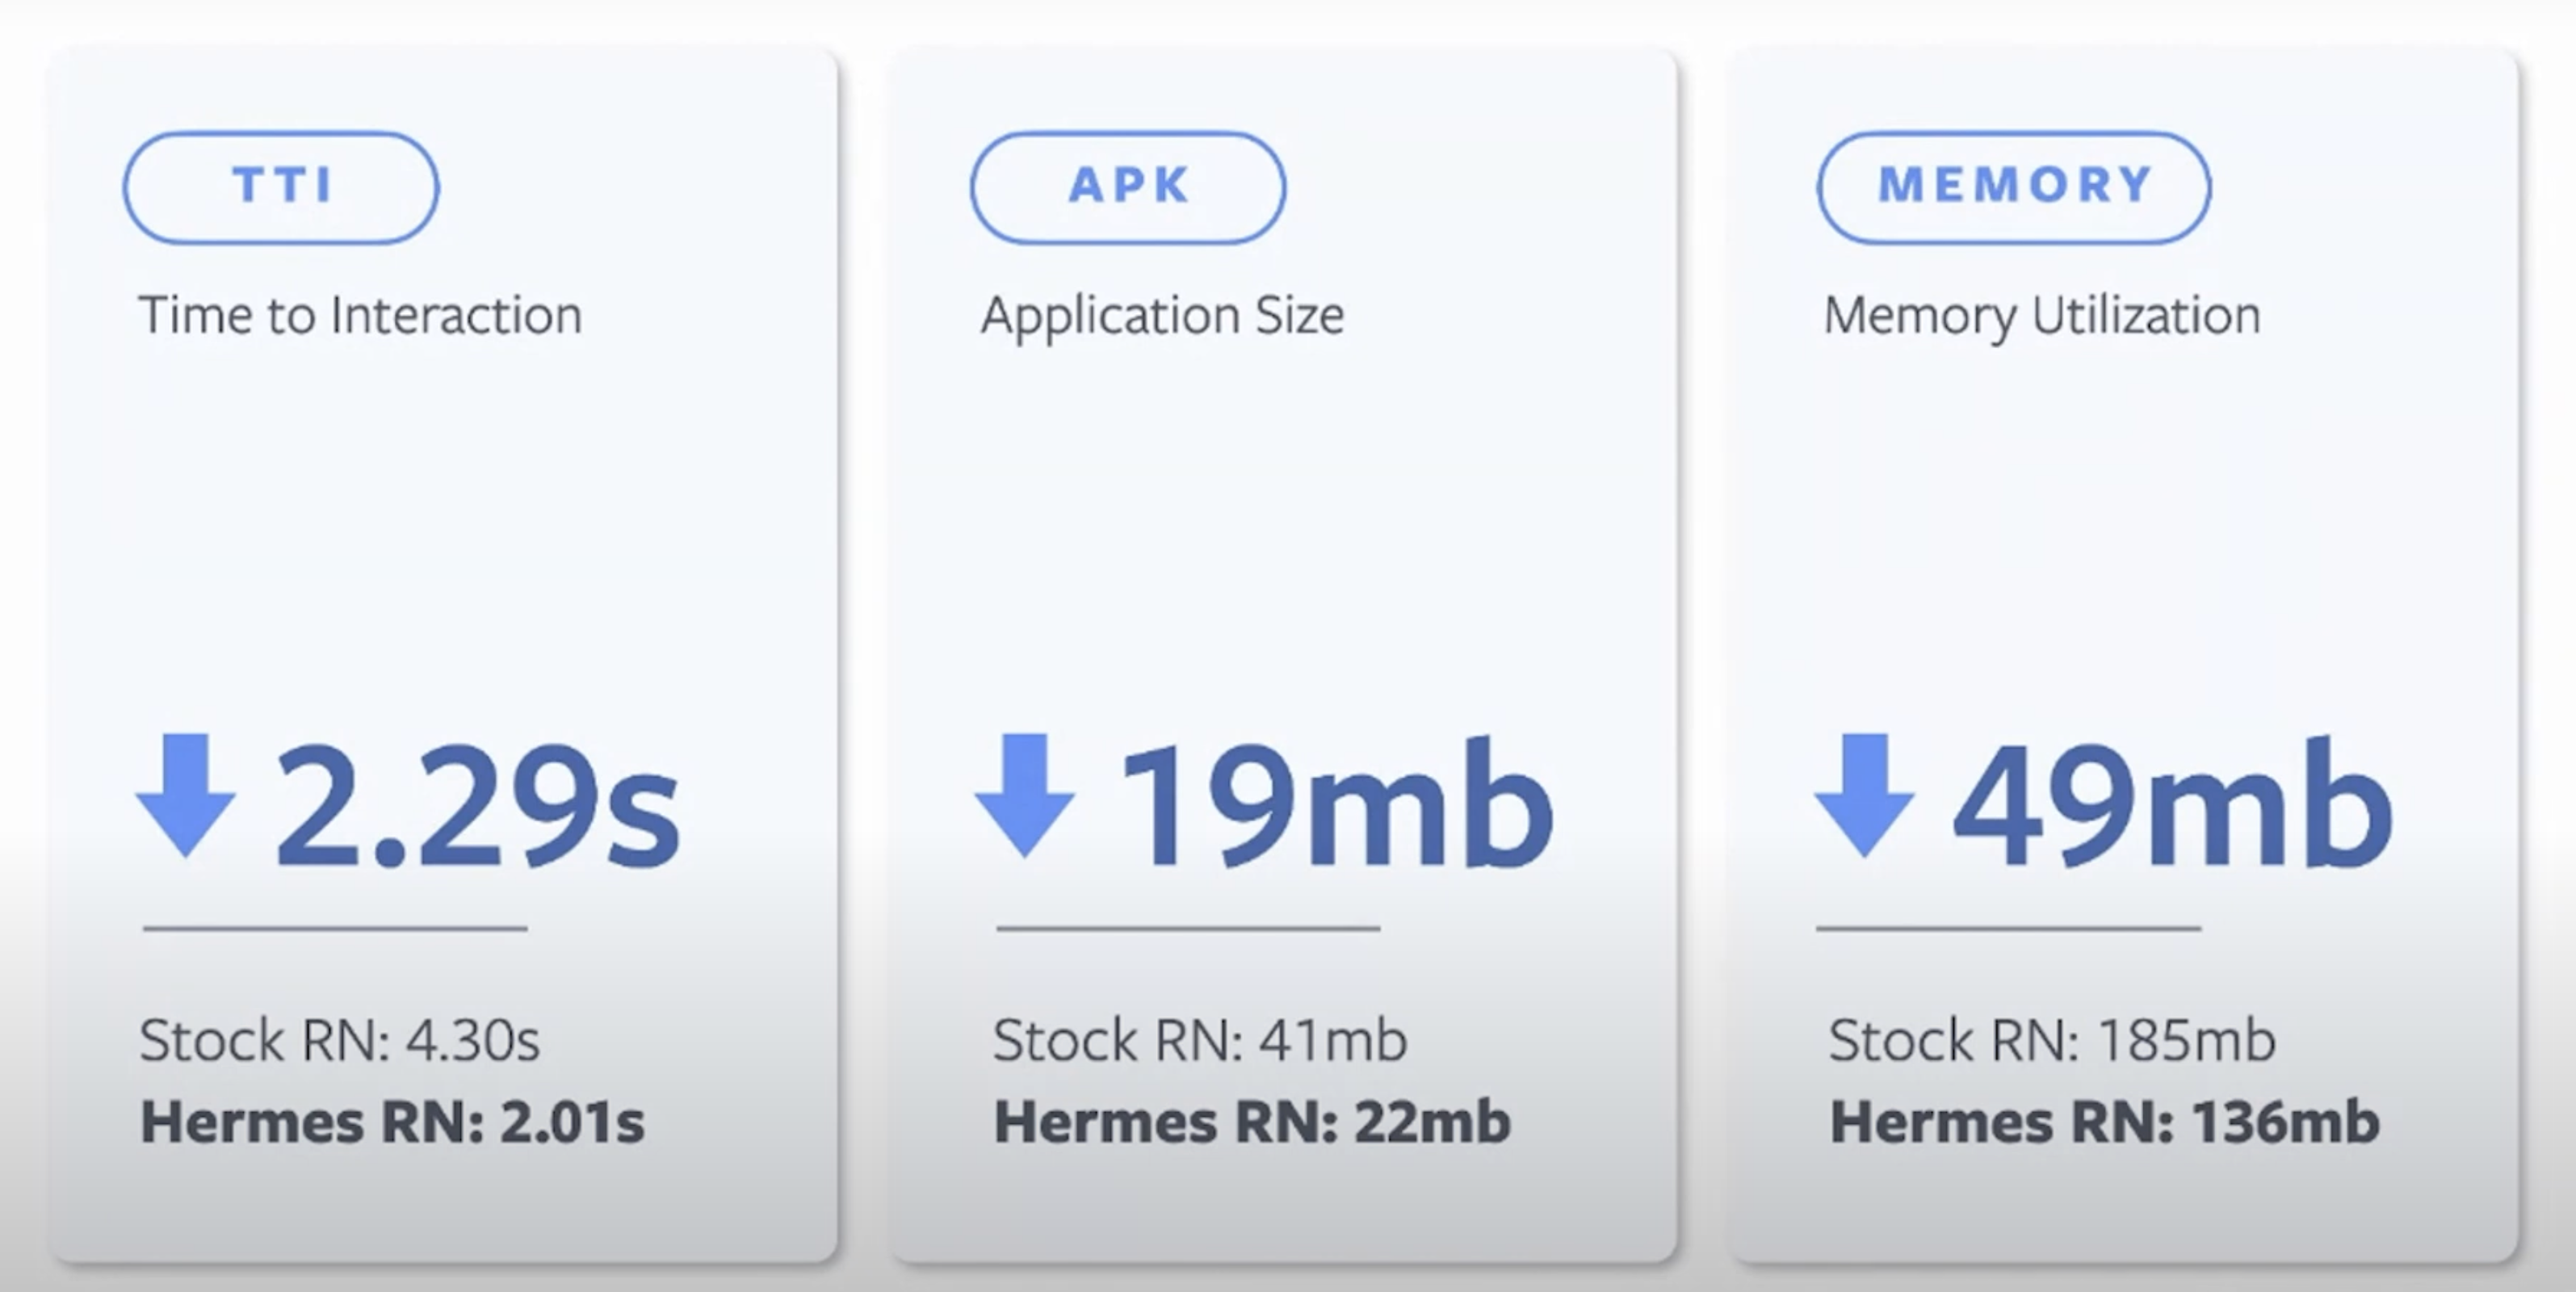 TTI
Time to Interaction
2.29s
Stock RN: 4.30s
Hermes RN: 2.01s
APK
Application Size
19mb
Stock RN: 41mb
Hermes RN: 22mb
MEMORY
Memory Utilization
49mb
Stock RN: 185mb
Hermes RN: 136mb